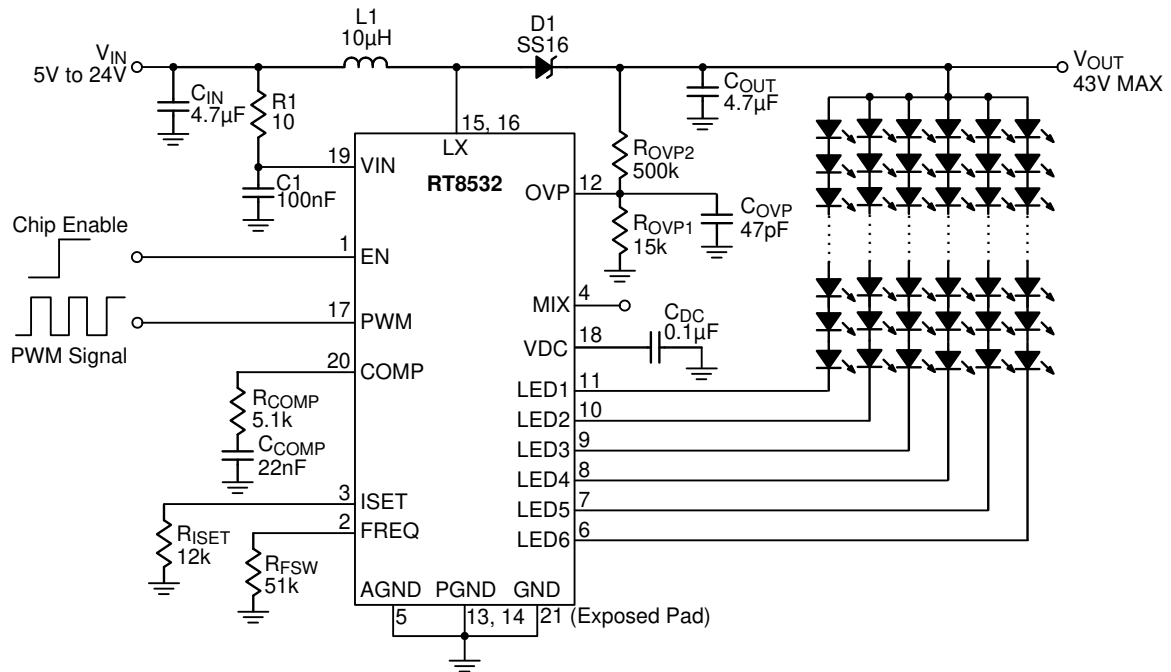 L1
10µH
D1
SS16
VIN
5V to 24V
VOUT
43V MAX
CIN
4.7µF
R1
10
COUT
4.7µF
15, 16
LX
RT8532
19
VIN
C1
100nF
ROVP2
500k
OVP
12
ROVP1
15k
COVP
47pF
Chip Enable
1
EN
MIX
4
17
PWM
PWM Signal
CDC
0.1µF
VDC
18
20
COMP
RCOMP
5.1k
CCOMP
22nF
LED1
11
LED2
10
LED3
9
LED4
8
LED5
7
LED6
6
3
ISET
2
FREQ
RISET
12k
RFSW
51k
AGND
PGND
GND
5
13, 14
21 (Exposed Pad)